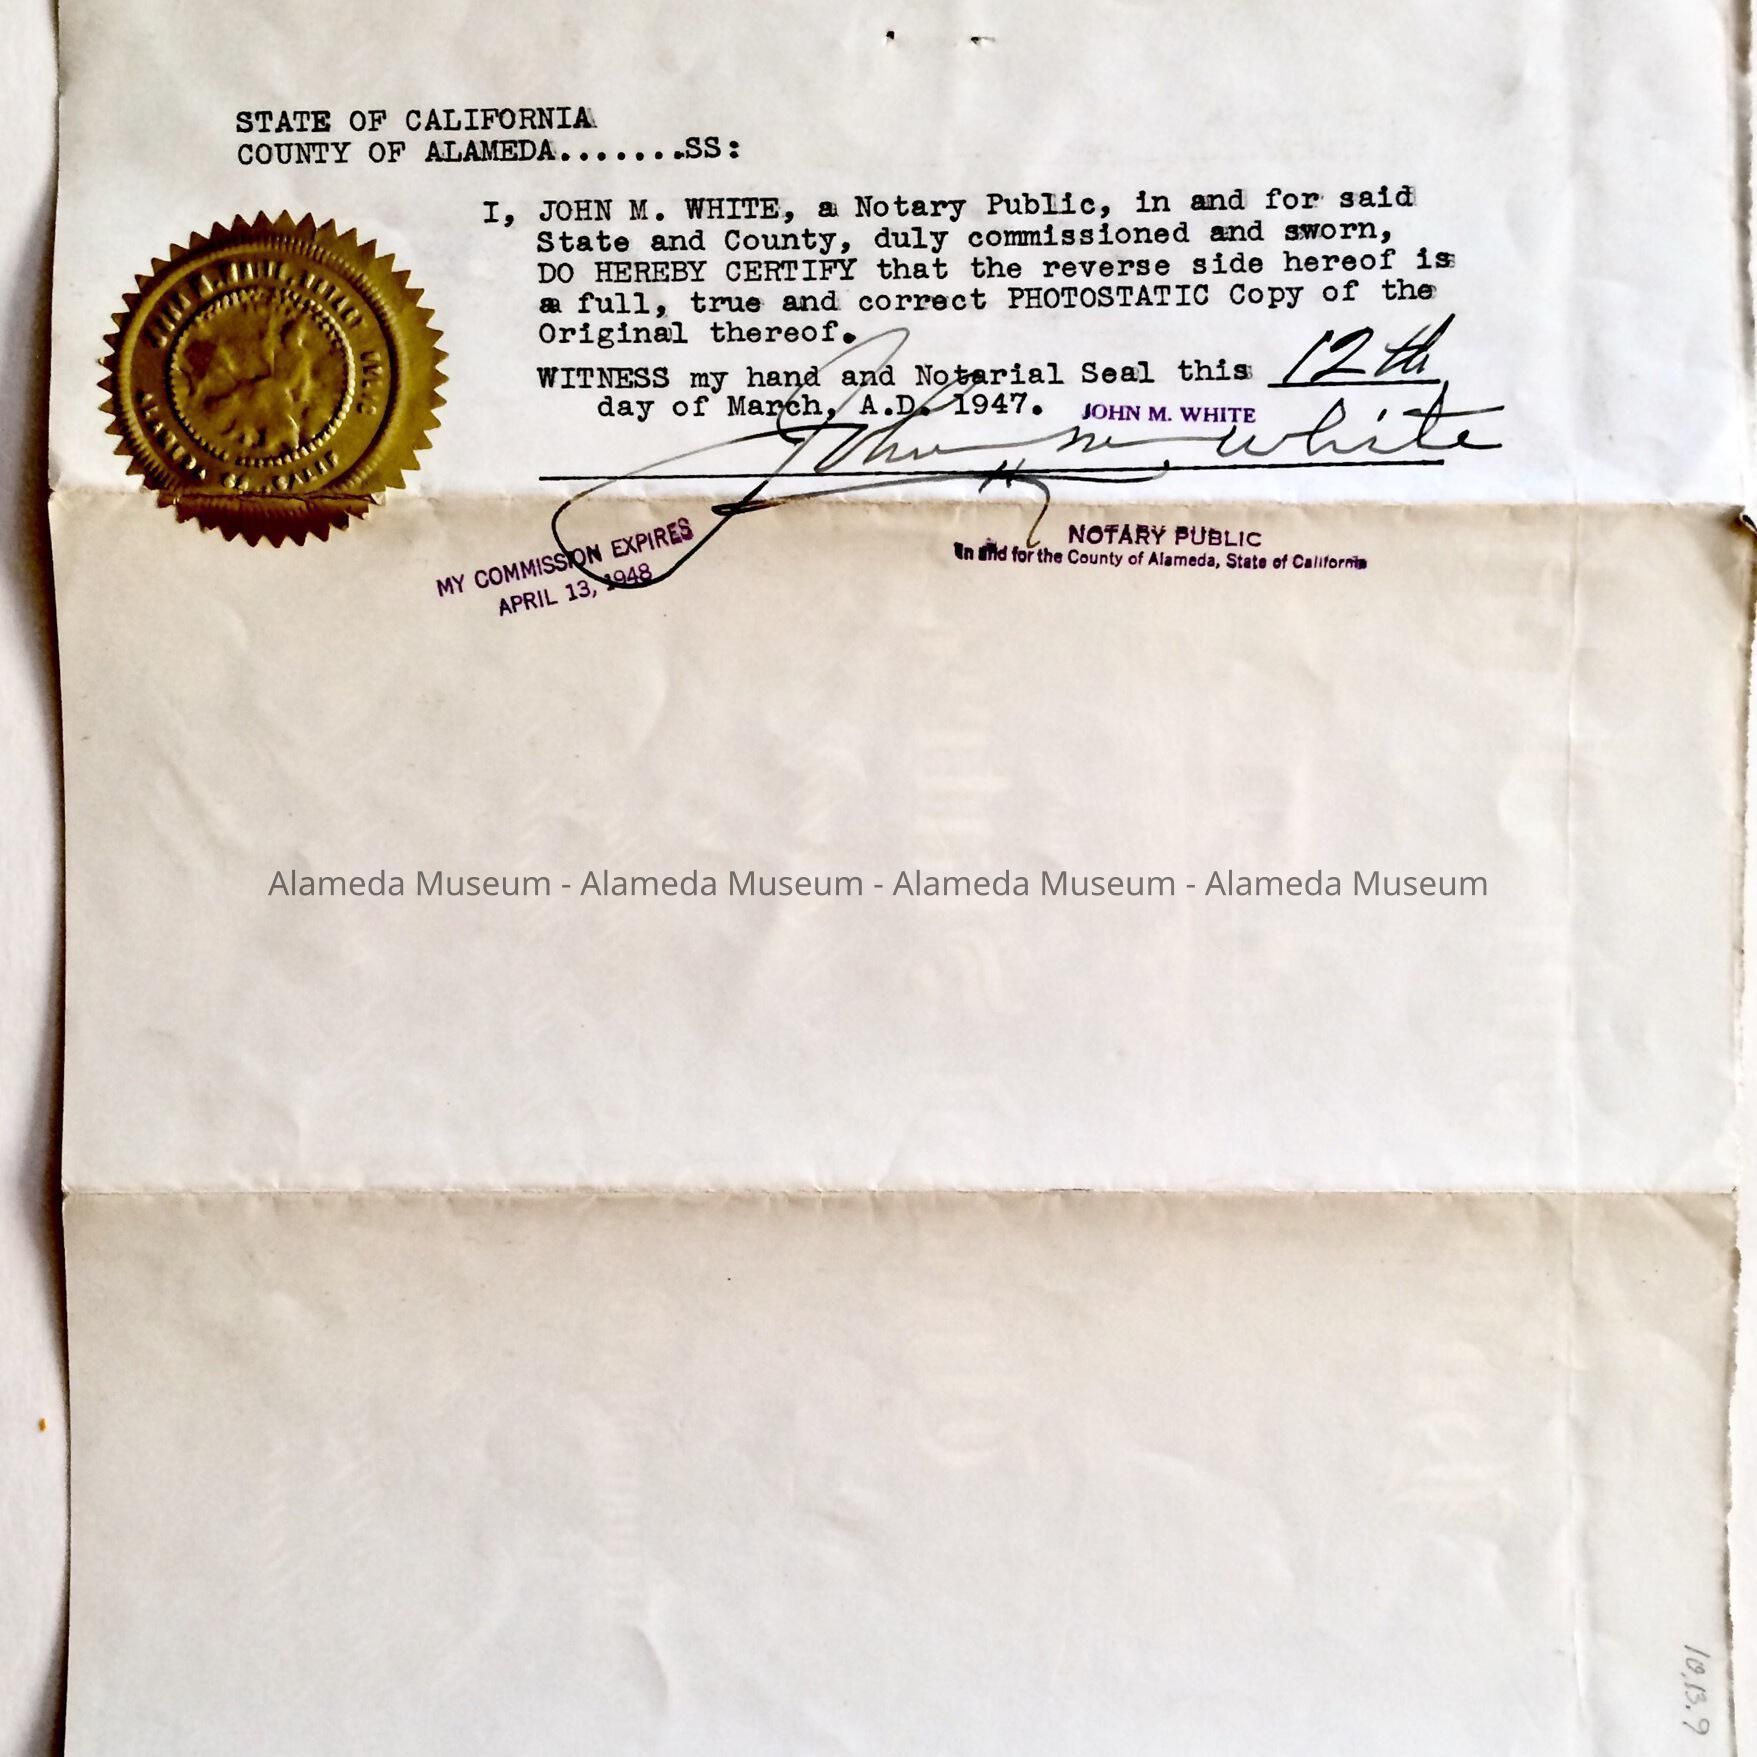 STATE OF CALIFORNIA
COUNTY OF ALAMEDA.......SS:
I, JOHN M. WHITE, a Notary Public, in and for said
State and County, duly commissioned and sworn,
DO HEREBY CERTIFY that the reverse side hereof is
a full, true and correct PHOTOSTATIC Copy of the
Original thereof.
WITNESS my hand and Notarial Seal this 12th
day of March, A.D. 1947. JOHN M. WHITE
John M White
MY COMMISSION EXPIRES
APRIL 13, 1948
NOTARY PUBLIC
In and for the County of Alameda, State of California
ALAMEDA CO., CALIF
Alameda Museum - Alameda Museum - Alameda Museum - Alameda Museum
10.13.9